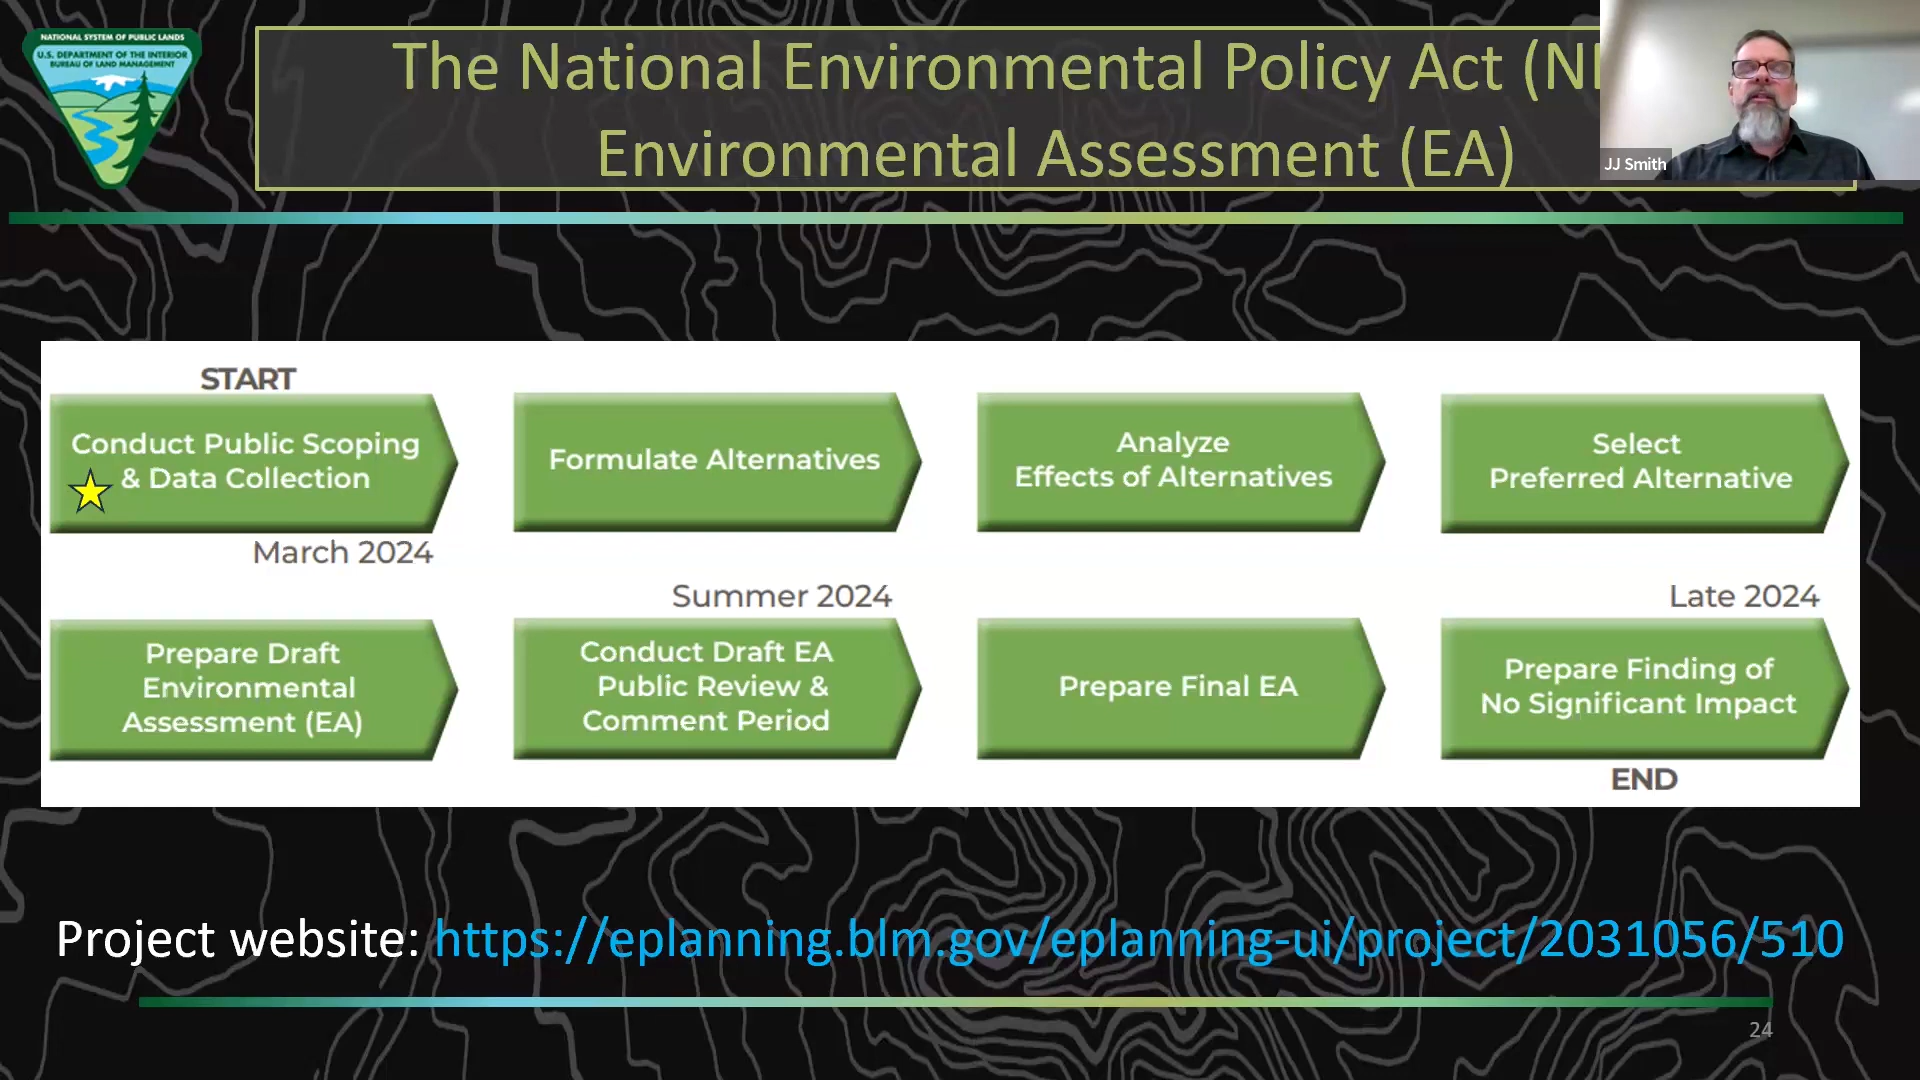 NATIONAL SYSTEM OF PUBLIC LANDS
U.S. DEPARTMENT OF THE INTERIOR
BUREAU OF LAND MANAGEMENT
The National Environmental Policy Act (N
Environmental Assessment (EA)
JJ Smith
START
Conduct Public Scoping
& Data Collection
March 2024
Formulate Alternatives
Analyze
Effects of Alternatives
Select
Preferred Alternative
Prepare Draft
Environmental
Assessment (EA)
Summer 2024
Conduct Draft EA
Public Review &
Comment Period
Prepare Final EA
Late 2024
Prepare Finding of
No Significant Impact
END
Project website: https://eplanning.blm.gov/eplanning-ui/project/2031056/510
24